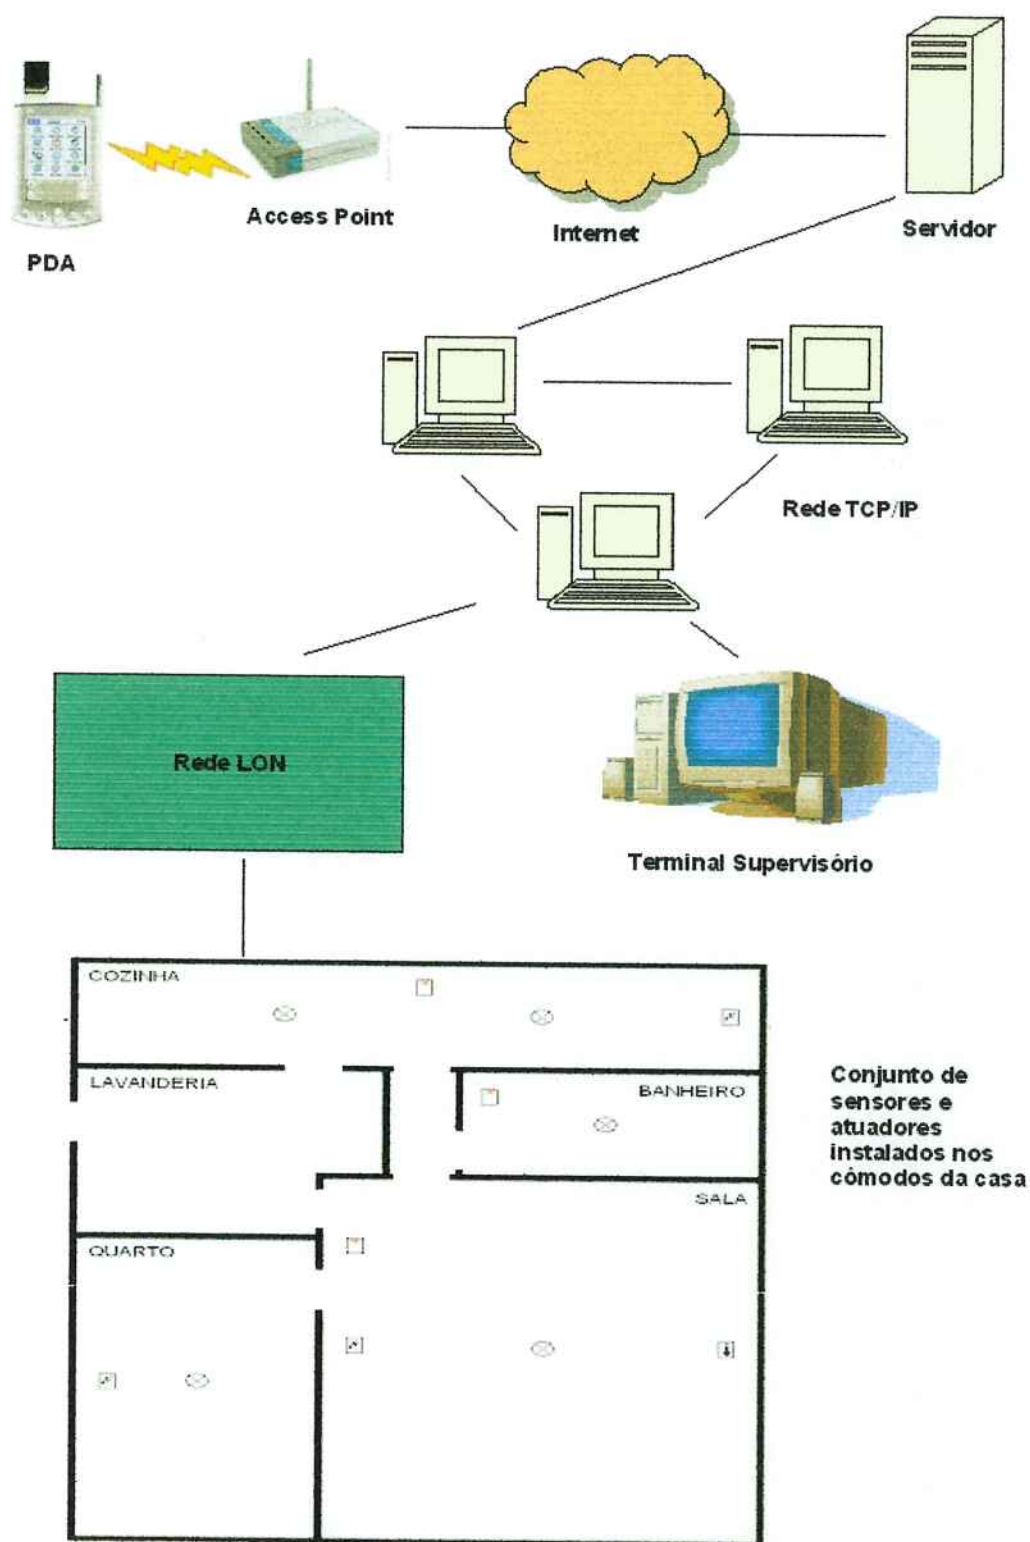 Access Point
Internet
Servidor
PDA
Rede TCP/IP
Rede LON
Terminal Supervisório
COZINHA
LAVANDERIA
BANHEIRO
Conjunto de
sensores e
atuadores
instalados nos
cômodos da casa
SALA
QUARTO